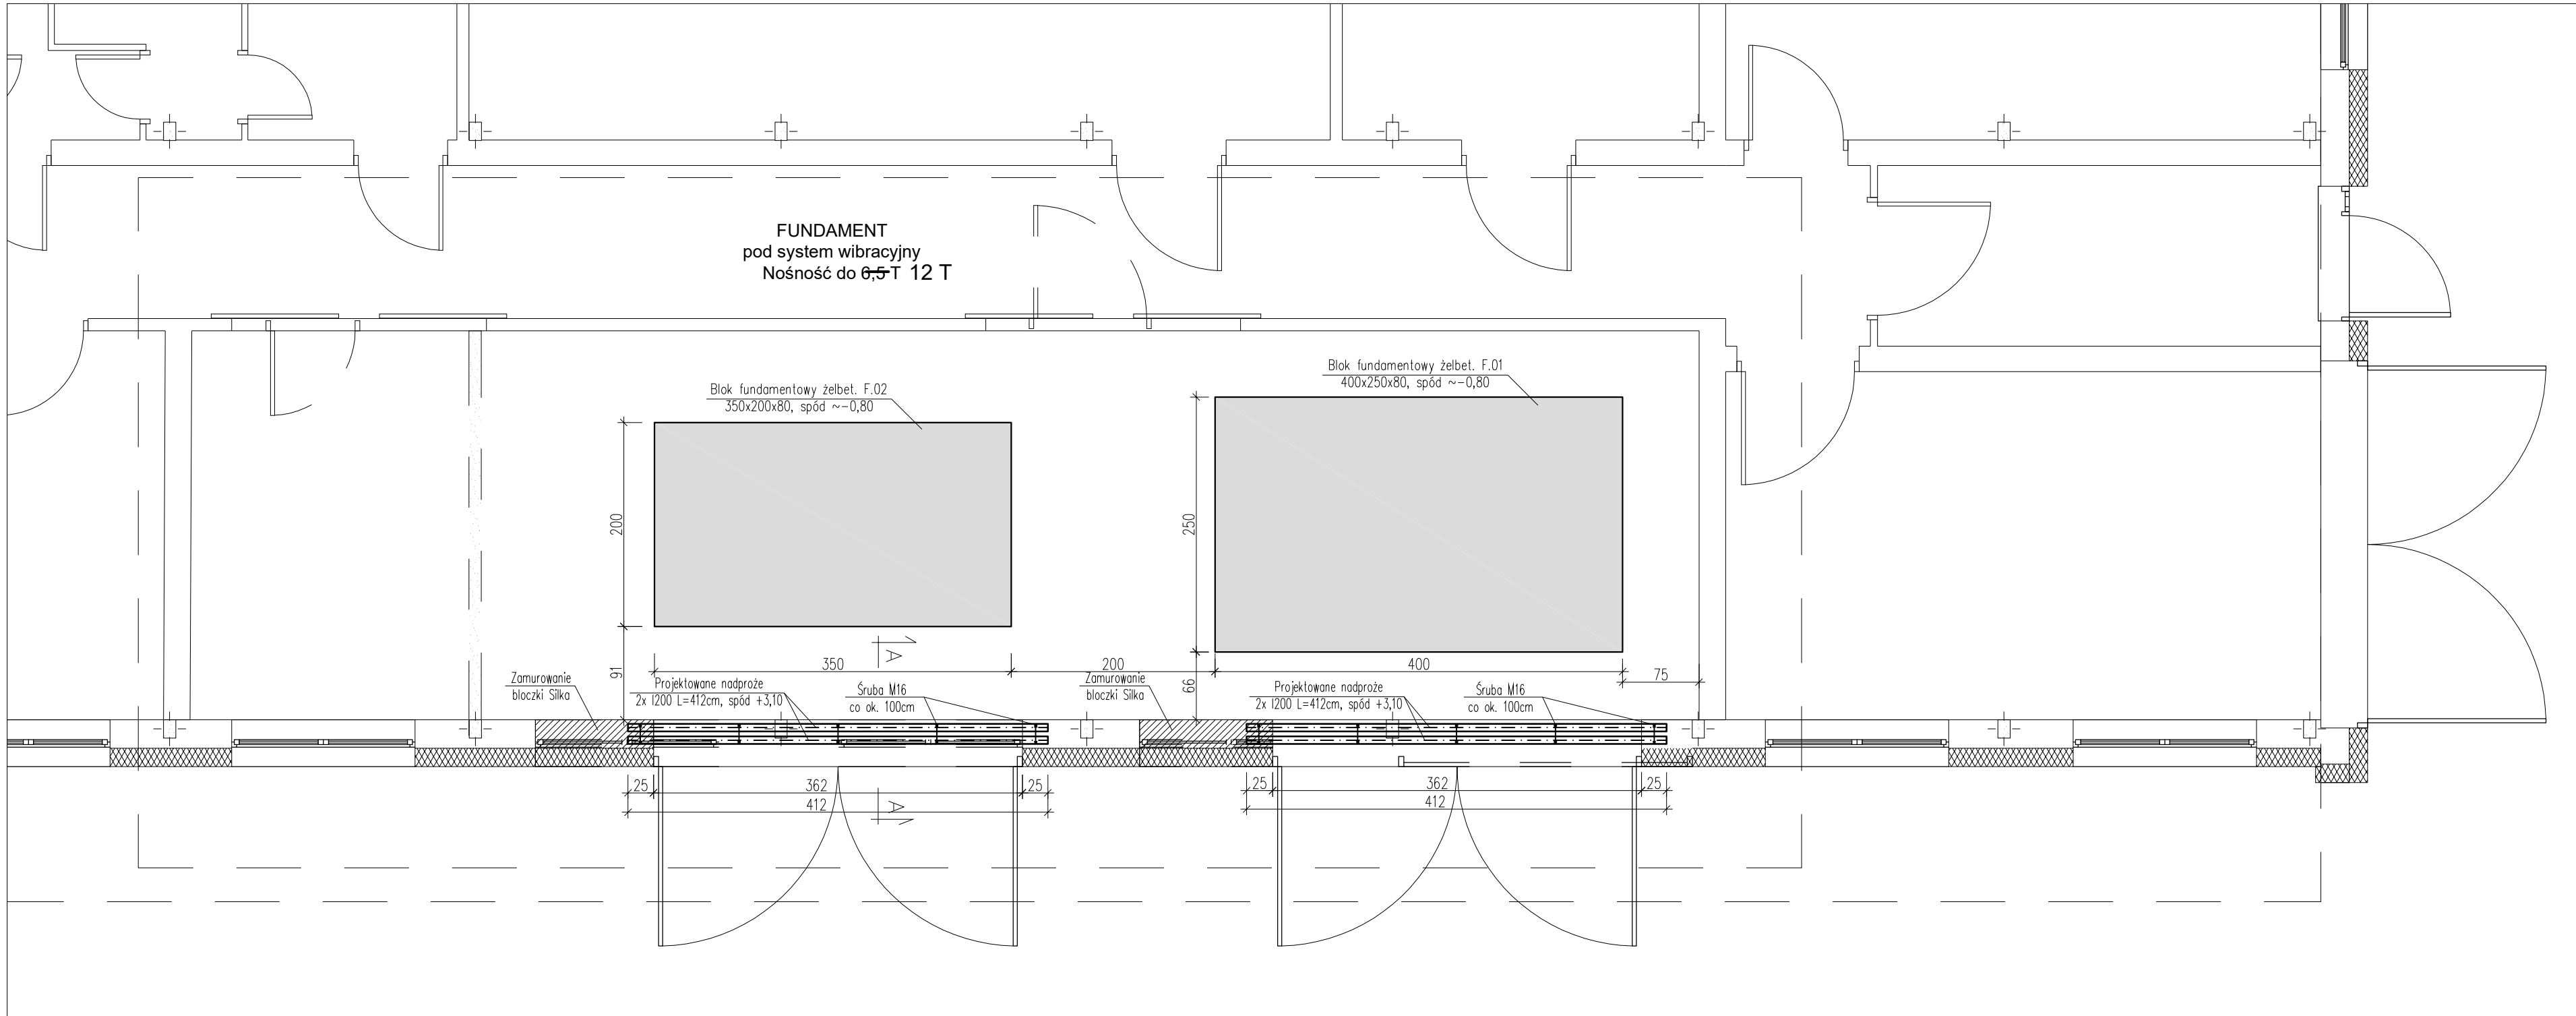 FUNDAMENT
pod system wibracyjny
Nośność do 6,5 T 12 T
Blok fundamentowy żelbet. F.02
350x200x80, spód ~-0,80
Blok fundamentowy żelbet. F.01
400x250x80, spód ~-0,80
200
250
91
66
350
200
400
75
A
Zamurowanie
bloczki Silka
Projektowane nadproże
2x I200 L=412cm, spód +3,10
Śruba M16
co ok. 100cm
Zamurowanie
bloczki Silka
Projektowane nadproże
2x I200 L=412cm, spód +3,10
Śruba M16
co ok. 100cm
25
362
25
412
A
25
362
25
412